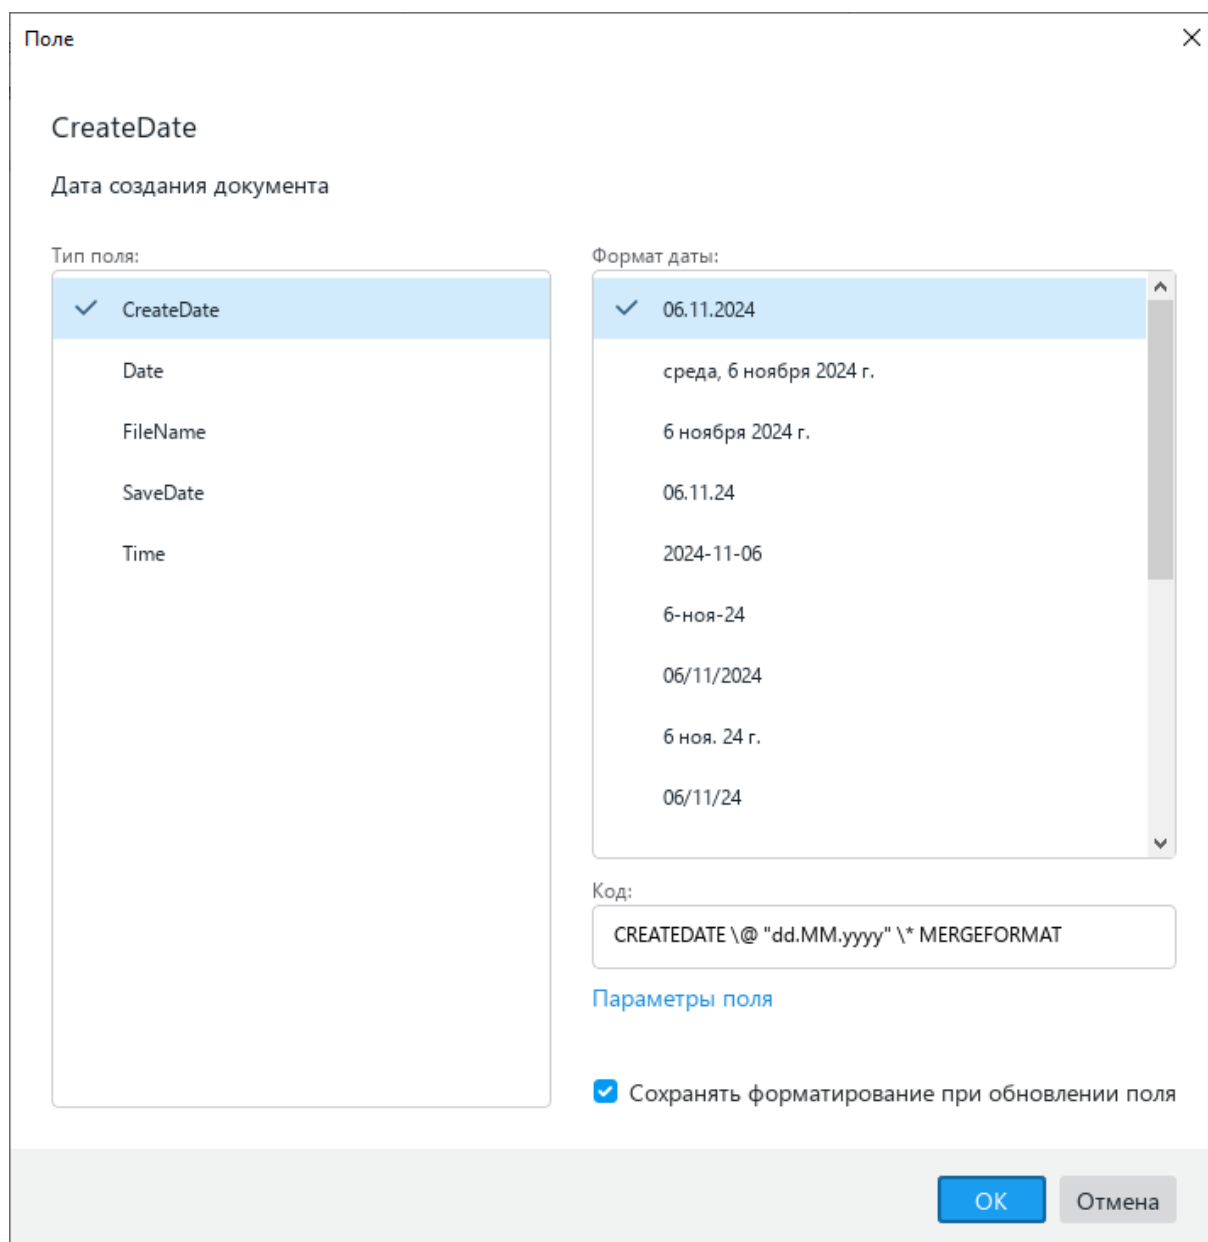 Поле
CreateDate
Дата создания документа
Тип поля:
CreateDate
Date
FileName
SaveDate
Time
Формат даты:
06.11.2024
среда, 6 ноября 2024 г.
6 ноября 2024 г.
06.11.24
2024-11-06
6-ноя-24
06/11/2024
6 ноя. 24 г.
06/11/24
Код:
CREATEDATE \@ "dd.MM.yyyy" \* MERGEFORMAT
Параметры поля
Сохранять форматирование при обновлении поля
OK
Отмена